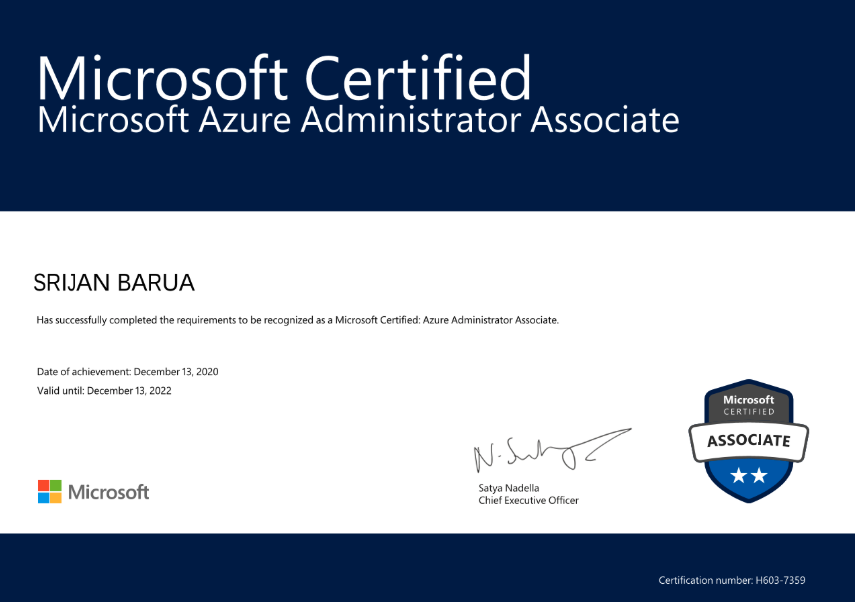 Microsoft Certified
Microsoft Azure Administrator Associate
SRIJAN BARUA
Has successfully completed the requirements to be recognized as a Microsoft Certified: Azure Administrator Associate.
Date of achievement: December 13, 2020
Valid until: December 13, 2022
Microsoft
CERTIFIED
ASSOCIATE
Microsoft
Satya Nadella
Chief Executive Officer
Certification number: H603-7359